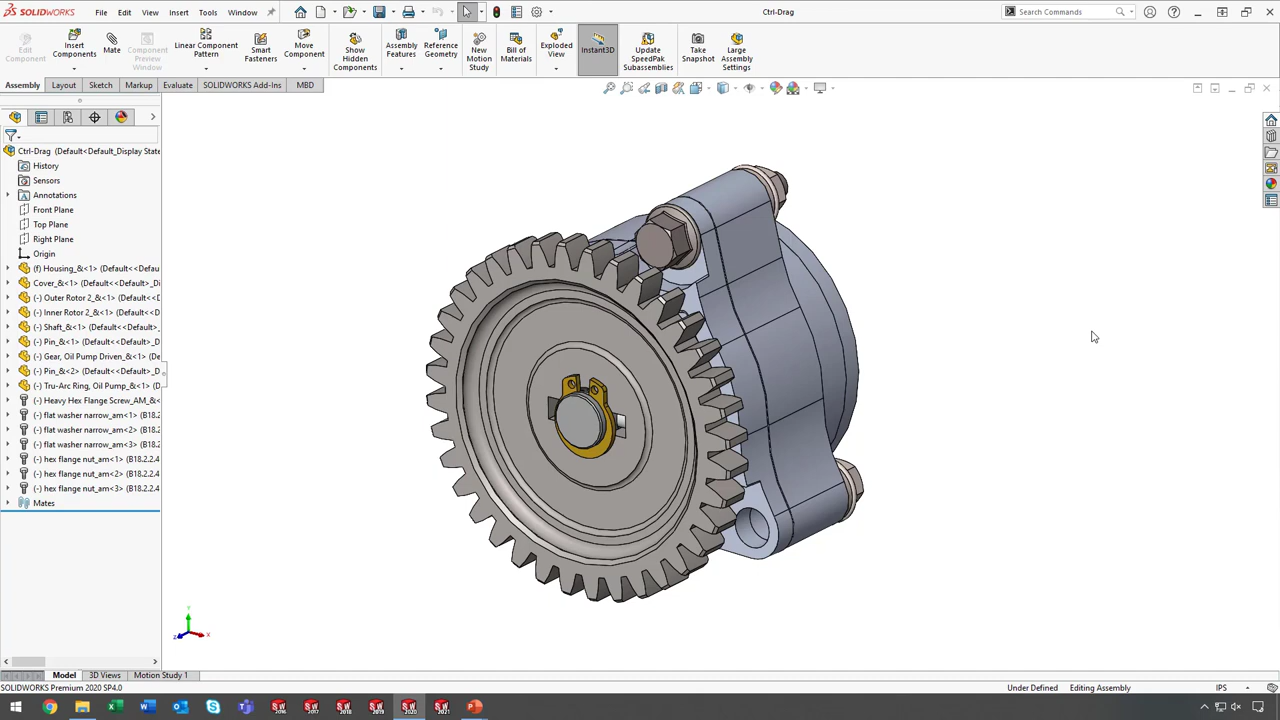 SOLIDWORKS File Edit View Insert Tools Window Ctrl-Drag Search Commands
Edit Component
Insert Components
Mate
Component Preview Window
Linear Component Pattern
Smart Fasteners
Move Component
Show Hidden Components
Assembly Features
Reference Geometry
New Motion Study
Bill of Materials
Exploded View
Instant3D
Update SpeedPak Subassemblies
Take Snapshot
Large Assembly Settings
Assembly Layout Sketch Markup Evaluate SOLIDWORKS Add-Ins MBD
Ctrl-Drag (Default<Default_Display State
History
Sensors
Annotations
Front Plane
Top Plane
Right Plane
Origin
(f) Housing_&<1> (Default<<Defau
Cover_&<1> (Default<<Default>_D
(-) Outer Rotor 2_&<1> (Default<<D
(-) Inner Rotor 2_&<1> (Default<<D
(-) Shaft_&<1> (Default<<Default>_
(-) Pin_&<1> (Default<<Default>_D
(-) Gear, Oil Pump Driven_&<1> (De
(-) Pin_&<2> (Default<<Default>_D
(-) Tru-Arc Ring, Oil Pump_&<1> (D
(-) Heavy Hex Flange Screw_AM_&<1
(-) flat washer narrow_am<1> (B18.2
(-) flat washer narrow_am<2> (B18.2
(-) flat washer narrow_am<3> (B18.2
(-) hex flange nut_am<1> (B18.2.2.4
(-) hex flange nut_am<2> (B18.2.2.4
(-) hex flange nut_am<3> (B18.2.2.4
Mates
Y
Z X
Model 3D Views Motion Study 1
SOLIDWORKS Premium 2020 SP4.0 Under Defined Editing Assembly IPS